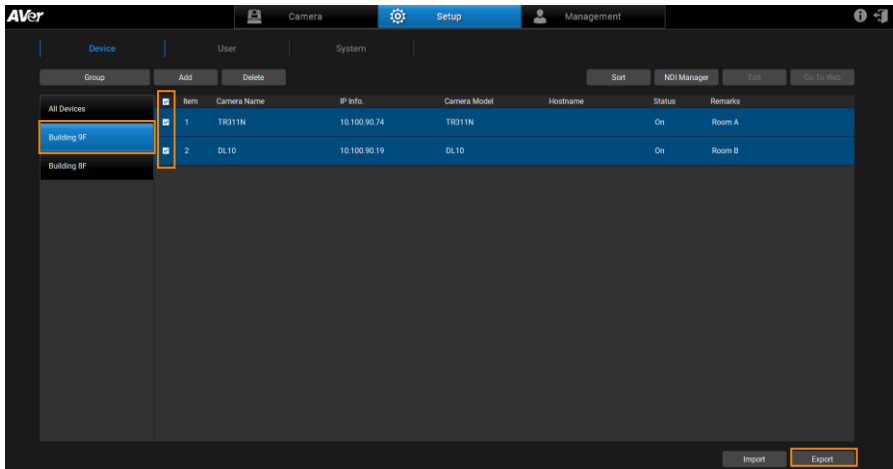 AVer Camera Setup Management
Device User System
Group Add Delete Sort NDI Manager Edit Go To Web
All Devices
Building 9F
Building 8F
Item Camera Name IP Info. Camera Model Hostname Status Remarks
1 TR311N 10.100.90.74 TR311N On Room A
2 DL10 10.100.90.19 DL10 On Room B
Import Export